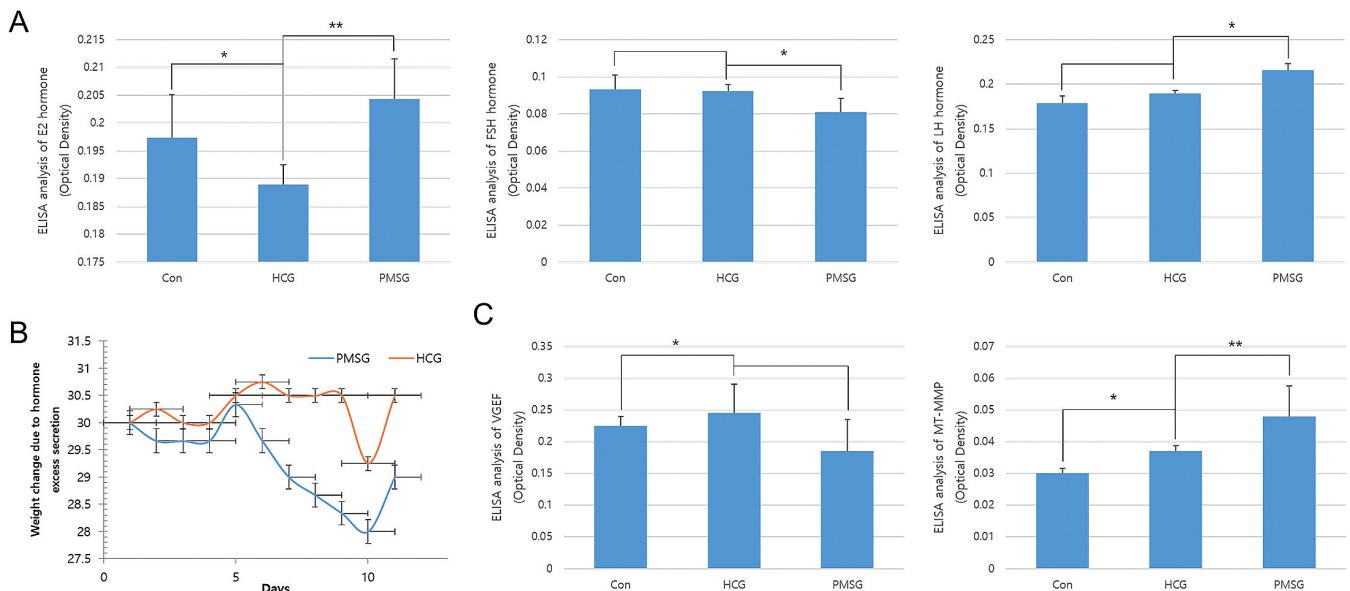 A
ELISA analysis of E2 hormone
(Optical Density)
0.215
0.21
0.205
0.2
0.195
0.19
0.185
0.18
0.175
*
**
Con HCG PMSG
ELISA analysis of FSH hormone
(Optical Density)
0.12
0.1
0.08
0.06
0.04
0.02
0
*
Con HCG PMSG
ELISA analysis of LH hormone
(Optical Density)
0.25
0.2
0.15
0.1
0.05
0
*
Con HCG PMSG
B
Weight change due to hormone
excess secretion
31.5
31
30.5
30
29.5
29
28.5
28
27.5
PMSG HCG
0 5 10
Days
C
ELISA analysis of VGEF
(Optical Density)
0.35
0.3
0.25
0.2
0.15
0.1
0.05
0
*
Con HCG PMSG
ELISA analysis of MT-MMP
(Optical Density)
0.07
0.06
0.05
0.04
0.03
0.02
0.01
0
*
**
Con HCG PMSG